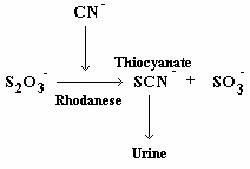 CN⁻
Thiocyanate
S₂O₃⁻ SCN⁻ + SO₃⁻
Rhodanese
Urine